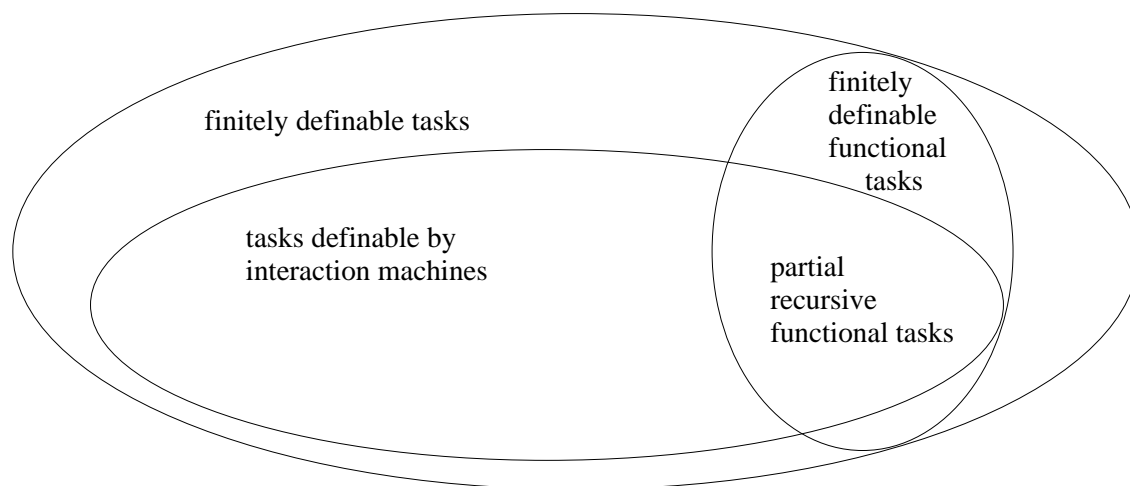 finitely definable tasks
finitely
definable
functional
tasks
tasks definable by
interaction machines
partial
recursive
functional tasks